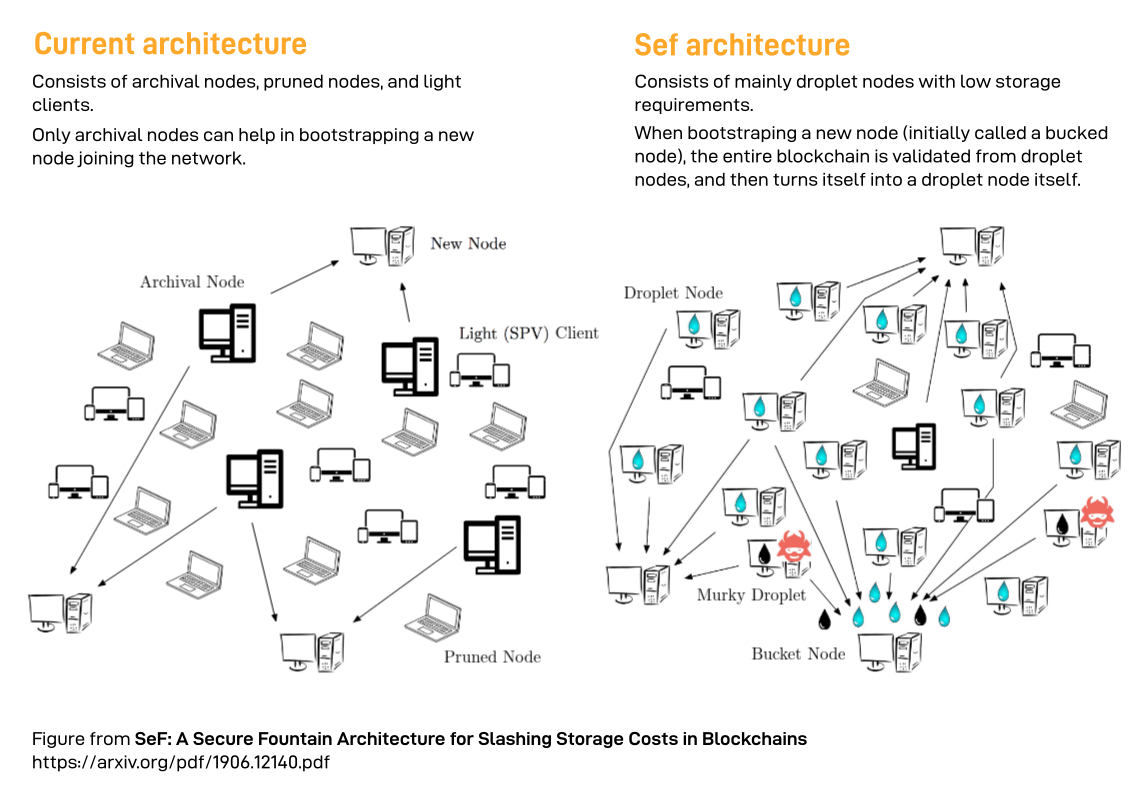 Current architecture
Consists of archival nodes, pruned nodes, and light
clients.
Only archival nodes can help in bootstrapping a new
node joining the network.
Sef architecture
Consists of mainly droplet nodes with low storage
requirements.
When bootstraping a new node (initially called a bucked
node), the entire blockchain is validated from droplet
nodes, and then turns itself into a droplet node itself.
New Node
Archival Node
Light (SPV) Client
Pruned Node
Droplet Node
Murky Droplet
Bucket Node
Figure from SeF: A Secure Fountain Architecture for Slashing Storage Costs in Blockchains
https://arxiv.org/pdf/1906.12140.pdf